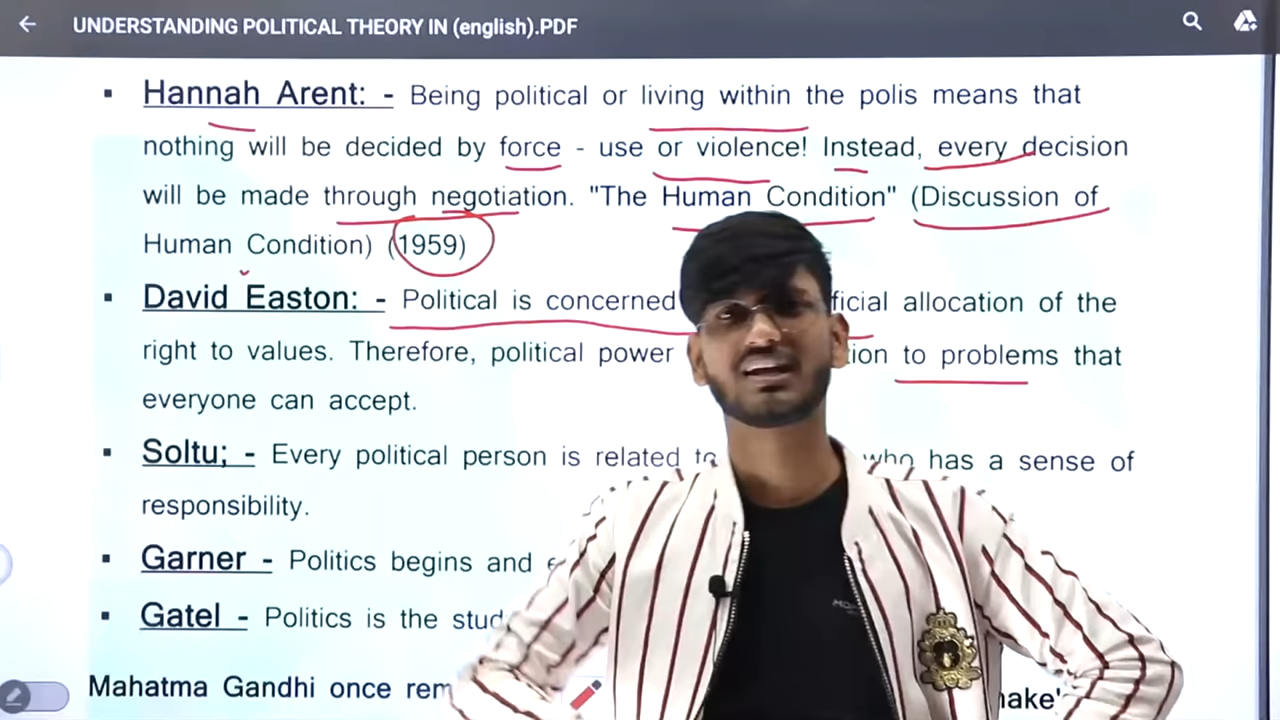 UNDERSTANDING POLITICAL THEORY IN (english).PDF
▪ Hannah Arent: - Being political or living within the polis means that
nothing will be decided by force - use or violence! Instead, every decision
will be made through negotiation. "The Human Condition" (Discussion of
Human Condition) (1959)
▪ David Easton: - Political is concerned ficial allocation of the
right to values. Therefore, political power tion to problems that
everyone can accept.
▪ Soltu; - Every political person is related to who has a sense of
responsibility.
▪ Garner - Politics begins and
▪ Gatel - Politics is the stud
Mahatma Gandhi once rem make'